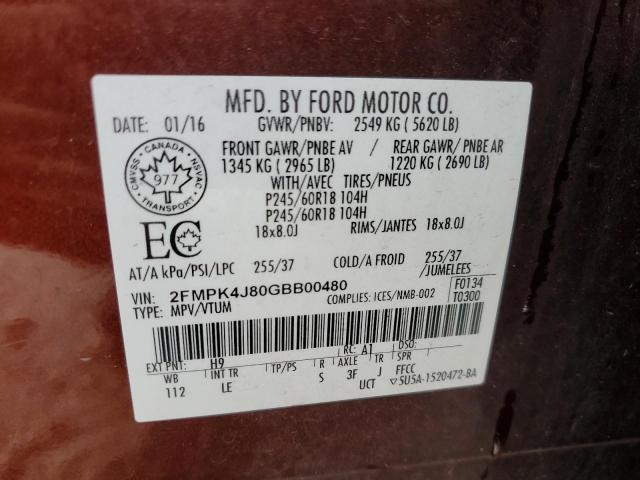 MFD. BY FORD MOTOR CO.
DATE: 01/16 GVWR/PNBV: 2549 KG ( 5620 LB)
FRONT GAWR/ PNBE AV / REAR GAWR/ PNBE AR
1345 KG ( 2965 LB) 1220 KG ( 2690 LB)
WITH/AVEC TIRES/PNEUS
P245/60R18 104H
P245/60R18 104H
18x8.0J RIMS/JANTES 18x8.0J
CMVSS · CANADA · NSVAC
977
TRANSPORT
EC
AT/A kPa/PSI/LPC 255/37 COLD/A FROID 255/37
/JUMELEES
VIN: 2FMPK4J80GBB00480 COMPLIES: ICES/NMB-002 F0134
TYPE: MPV/VTUM T0300
EXT PNT: H9 RC: A1 DSO:
WB INT TR TP/PS R AXLE TR SPR
112 LE S 3F J FFCC
UCT 5U5A-1520472-BA